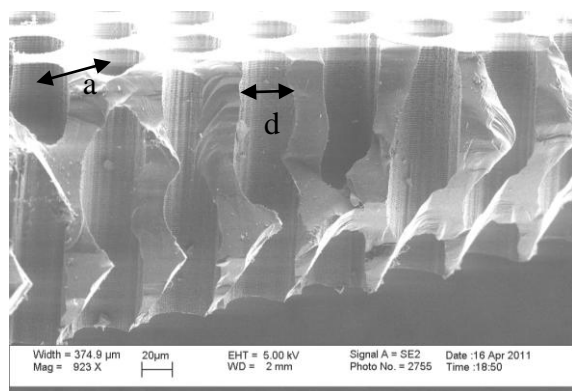 a
d
Width = 374.9 µm
Mag = 923 X
20µm
EHT = 5.00 kV
WD = 2 mm
Signal A = SE2
Photo No. = 2755
Date :16 Apr 2011
Time :18:50